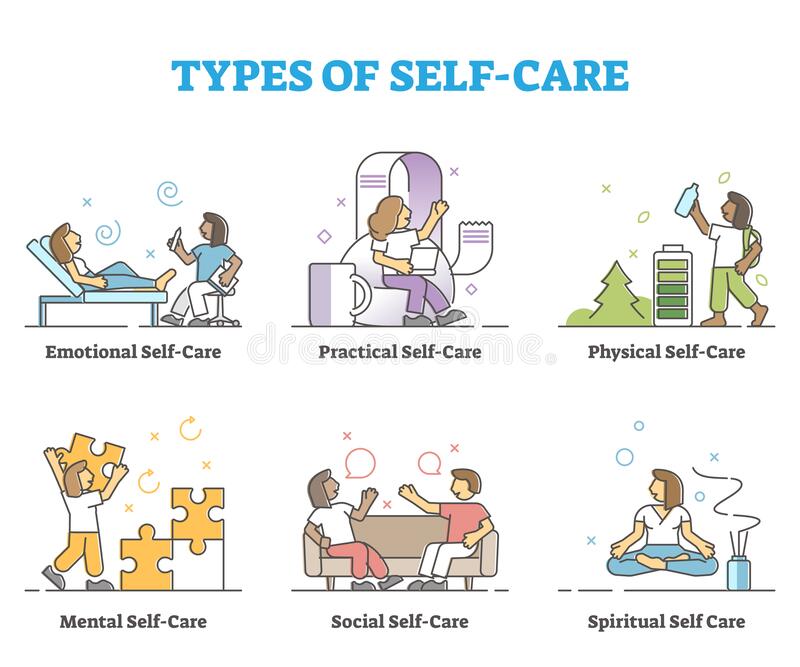 TYPES OF SELF-CARE
Emotional Self-Care
Practical Self-Care
Physical Self-Care
dreamstime
Mental Self-Care
Social Self-Care
Spiritual Self Care